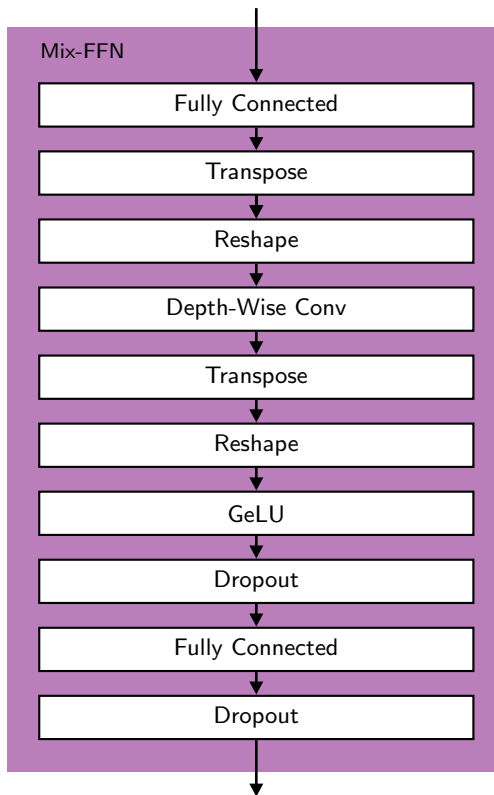 Mix-FFN
Fully Connected
Transpose
Reshape
Depth-Wise Conv
Transpose
Reshape
GeLU
Dropout
Fully Connected
Dropout